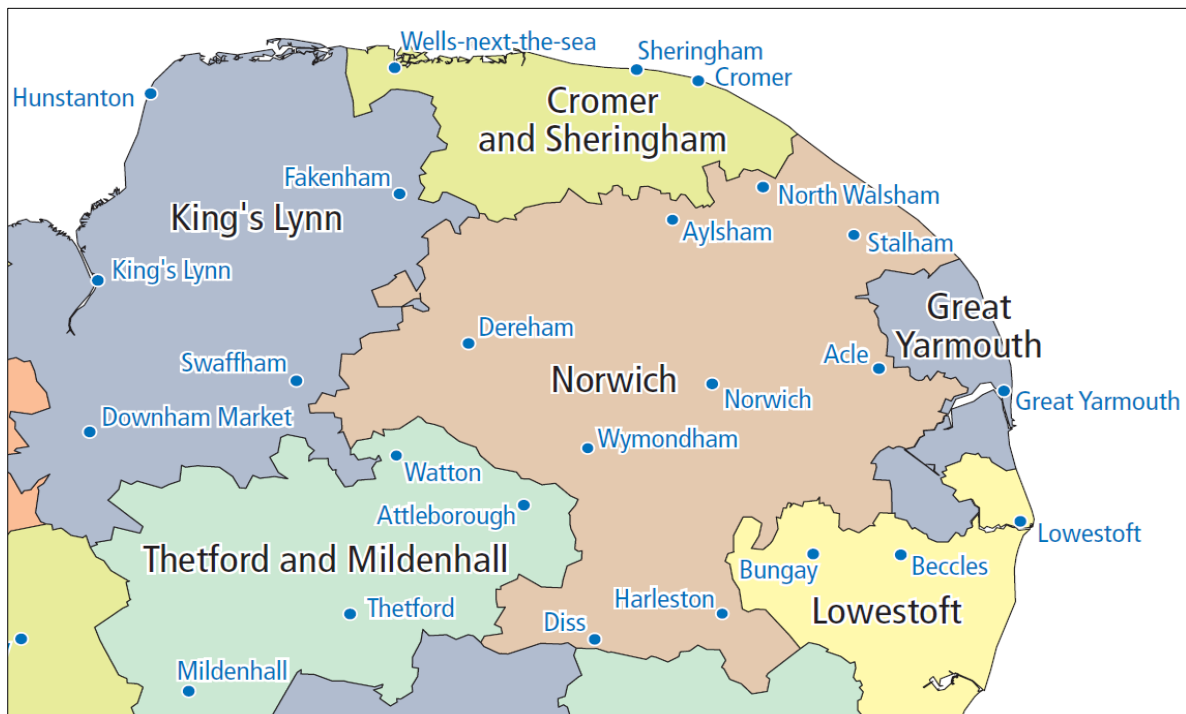 Wells-next-the-sea
Sheringham
Cromer
Hunstanton
Cromer
and Sheringham
Fakenham
North Walsham
King's Lynn
Aylsham
Stalham
King's Lynn
Great
Yarmouth
Dereham
Swaffham
Acle
Norwich
Norwich
Great Yarmouth
Downham Market
Wymondham
Watton
Attleborough
Lowestoft
Thetford and Mildenhall
Bungay
Beccles
Thetford
Harleston
Lowestoft
Diss
Mildenhall